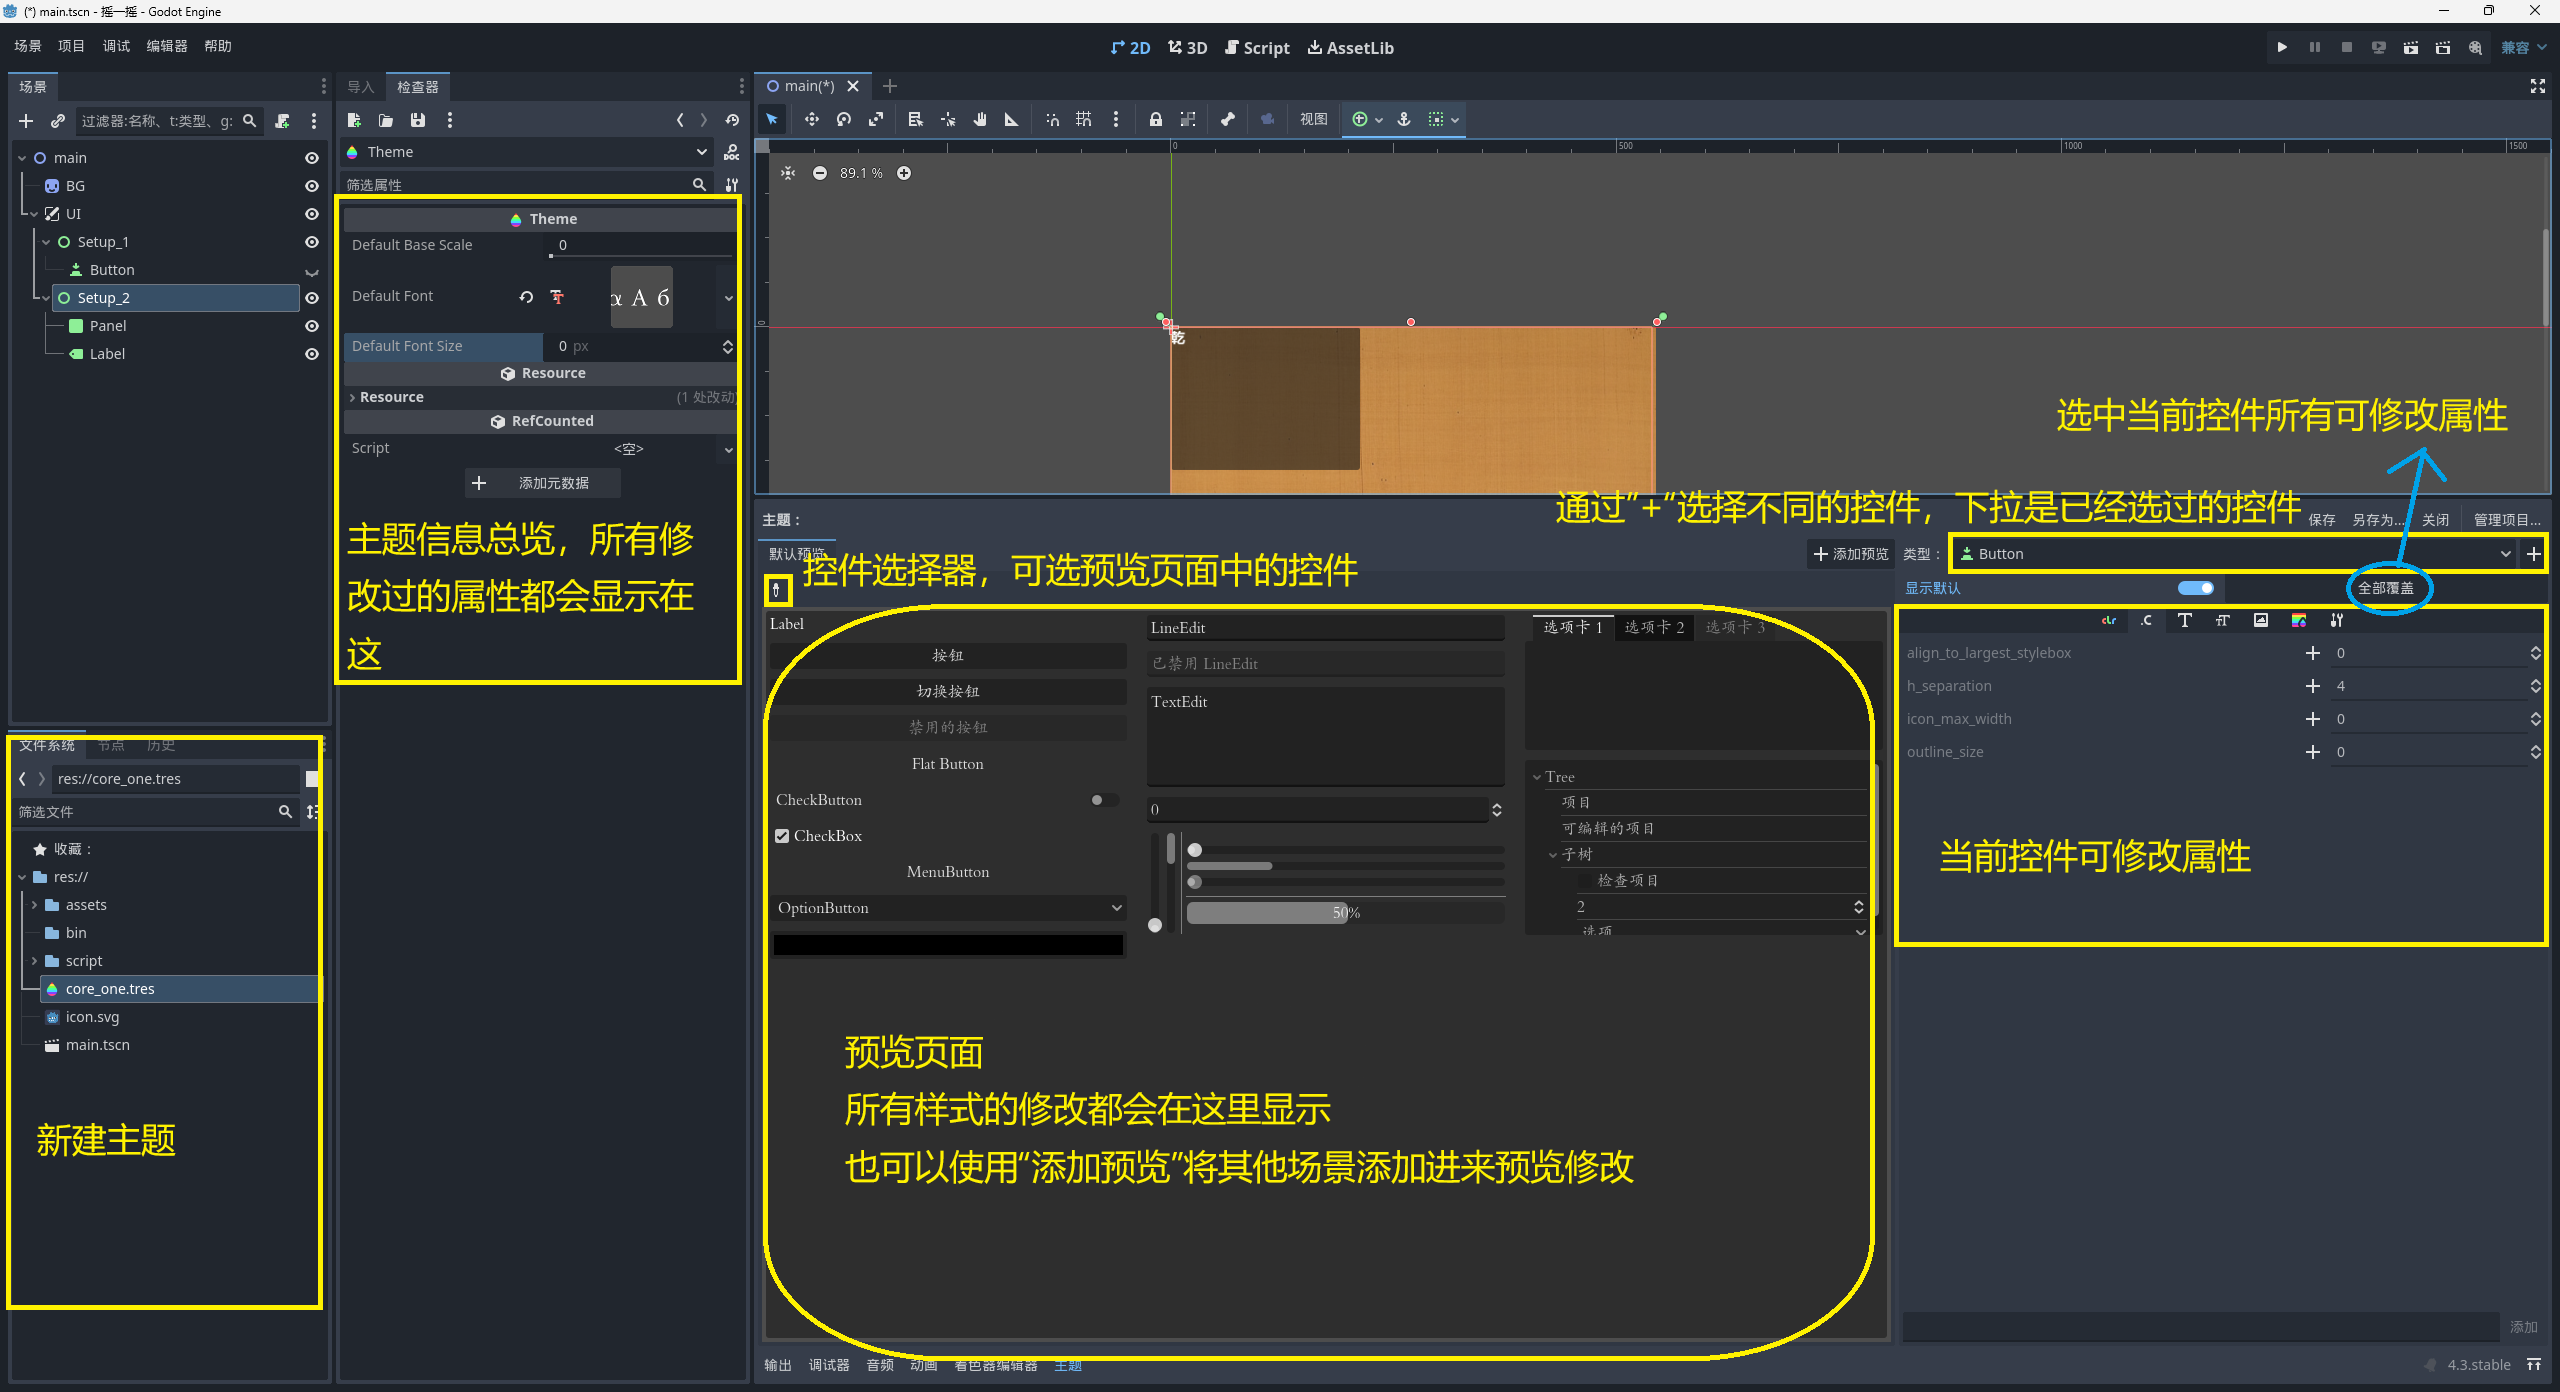 (*) main.tscn - 摇一摇 - Godot Engine
场景 项目 调试 编辑器 帮助
2D 3D Script AssetLib
兼容
场景
过滤器:名称、t:类型、g:
main
BG
UI
Setup_1
Button
Setup_2
Panel
Label
导入 检查器
Theme
DOC
筛选属性
Theme
Default Base Scale 0
Default Font α A б
Default Font Size 0 px
Resource
Resource (1 处改动)
RefCounted
Script <空>
添加元数据
主题信息总览，所有修
改过的属性都会显示在
这
文件系统 节点 历史
res://core_one.tres
筛选文件
收藏：
res://
assets
bin
script
core_one.tres
icon.svg
main.tscn
新建主题
main(*)
视图
0 500 1000 1500
89.1 %
0
乾
选中当前控件所有可修改属性
通过“+”选择不同的控件，下拉是已经选过的控件
主题：
保存 另存为... 关闭 管理项目...
默认预览
控件选择器，可选预览页面中的控件
添加预览 类型： Button
显示默认 全部覆盖
Label
按钮
切换按钮
禁用的按钮
Flat Button
CheckButton
CheckBox
MenuButton
OptionButton
LineEdit
已禁用 LineEdit
TextEdit
0
50%
选项卡 1 选项卡 2 选项卡 3
Tree
项目
可编辑的项目
子树
检查项目
2
选项
预览页面
所有样式的修改都会在这里显示
也可以使用“添加预览”将其他场景添加进来预览修改
align_to_largest_stylebox 0
h_separation 4
icon_max_width 0
outline_size 0
当前控件可修改属性
添加
输出 调试器 音频 动画 着色器编辑器 主题
4.3.stable